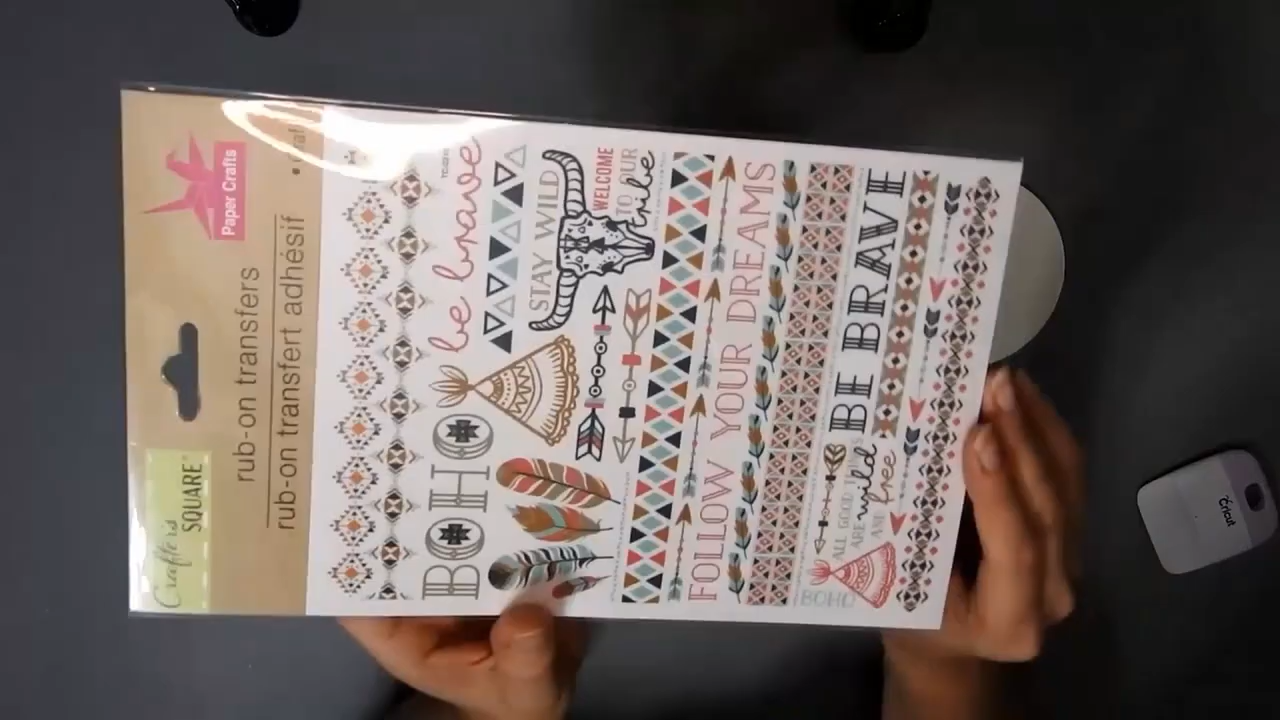 Crafter's
SQUARE
Paper Crafts
rub-on transfers
rub-on transfert adhésif
BOHO
be brave
STAY WILD
WELCOME
TO OUR
tribe
FOLLOW YOUR DREAMS
BE BRAVE
ALL GOOD
ARE wild
AND free
BOHO
Cricut